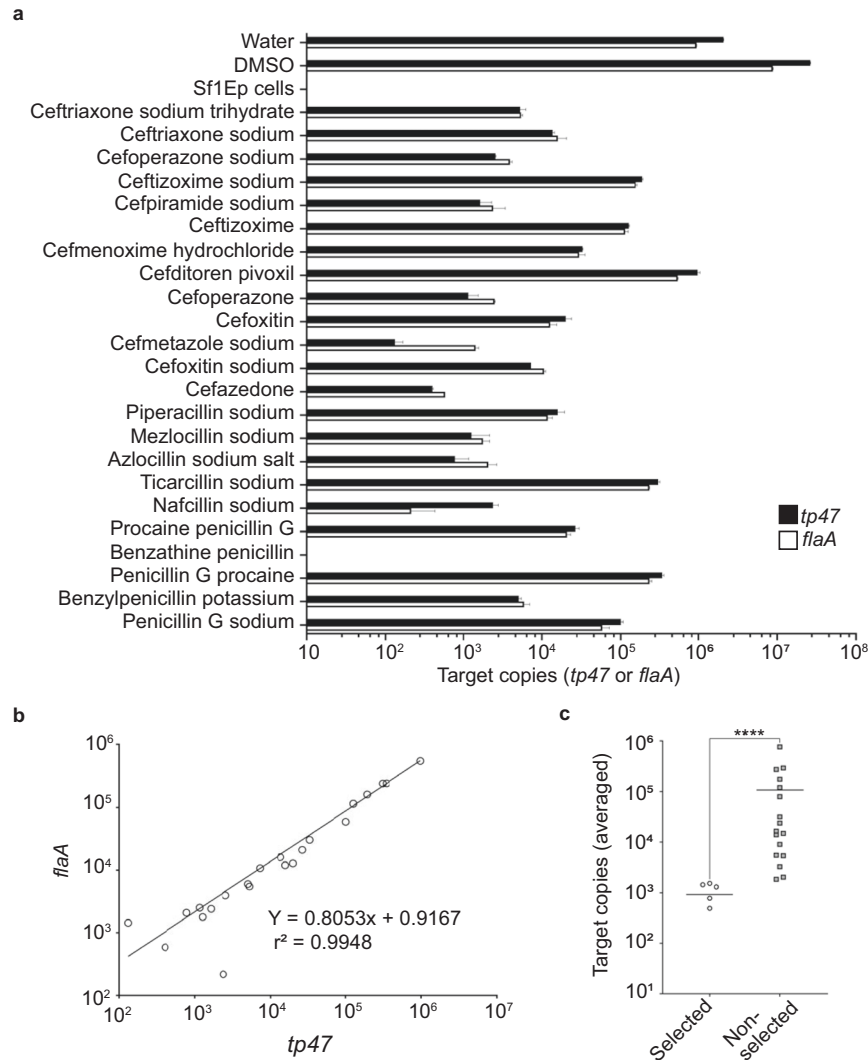 a
Water
DMSO
Sf1Ep cells
Ceftriaxone sodium trihydrate
Ceftriaxone sodium
Cefoperazone sodium
Ceftizoxime sodium
Cefpiramide sodium
Ceftizoxime
Cefmenoxime hydrochloride
Cefditoren pivoxil
Cefoperazone
Cefoxitin
Cefmetazole sodium
Cefoxitin sodium
Cefazedone
Piperacillin sodium
Mezlocillin sodium
Azlocillin sodium salt
Ticarcillin sodium
Nafcillin sodium
Procaine penicillin G
Benzathine penicillin
Penicillin G procaine
Benzylpenicillin potassium
Penicillin G sodium
tp47
flaA
10 10² 10³ 10⁴ 10⁵ 10⁶ 10⁷ 10⁸
Target copies (tp47 or flaA)
b
10⁶
10⁵
10⁴
10³
10²
flaA
Y = 0.8053x + 0.9167
r² = 0.9948
10² 10³ 10⁴ 10⁵ 10⁶ 10⁷
tp47
c
****
10⁶
10⁵
10⁴
10³
10²
10¹
Target copies (averaged)
Selected
Non-
selected